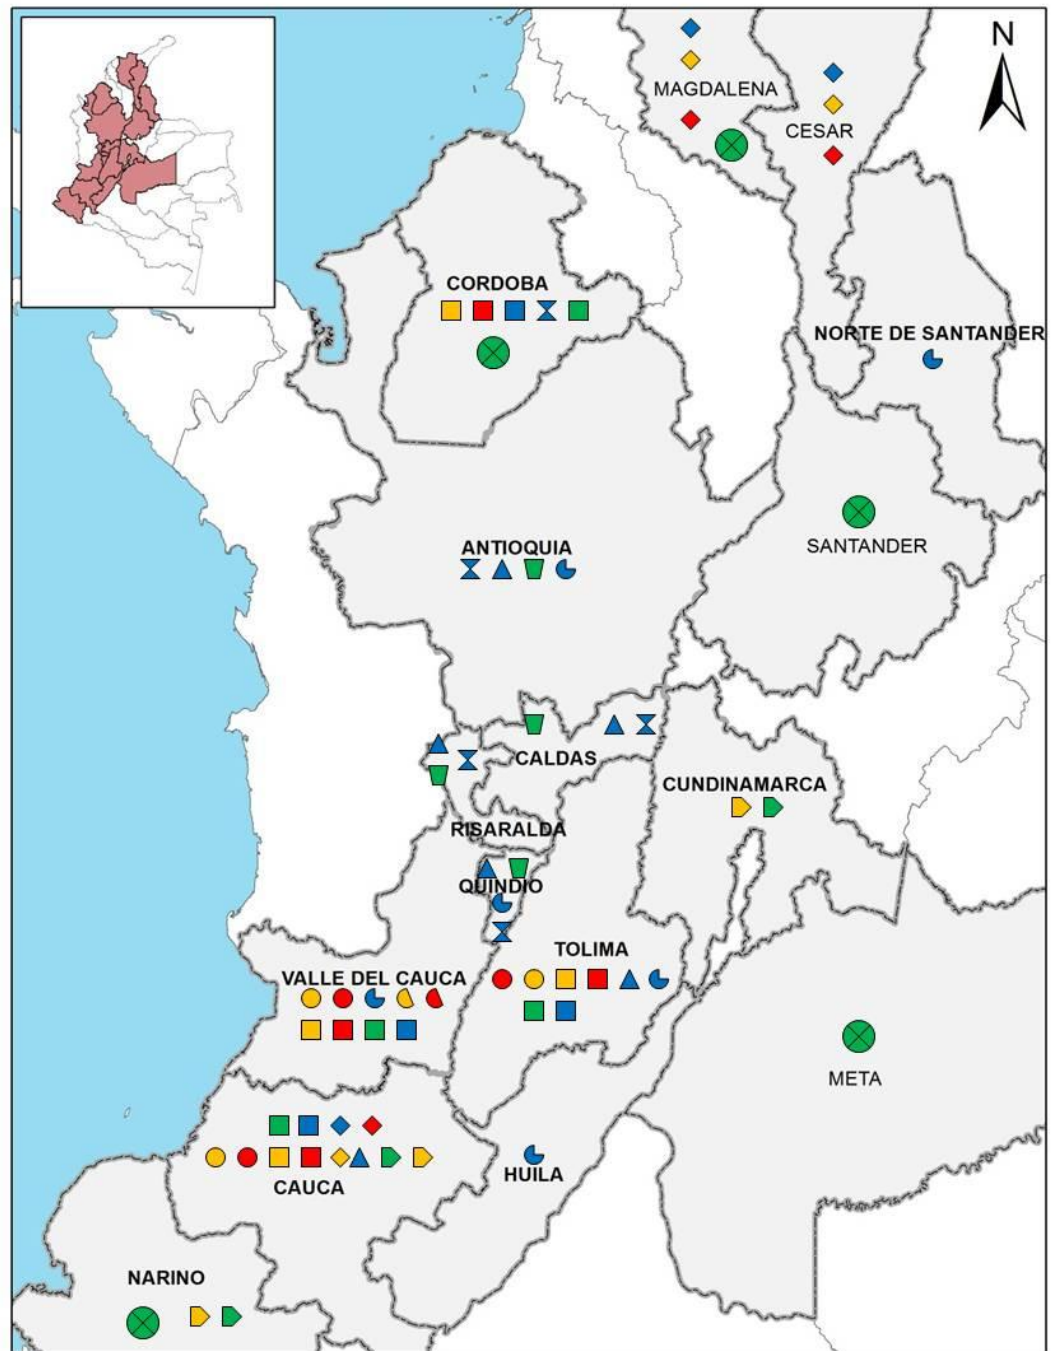 N
MAGDALENA
CESAR
CORDOBA
NORTE DE SANTANDER
ANTIOQUIA
SANTANDER
CALDAS
CUNDINAMARCA
RISARALDA
QUINDIO
TOLIMA
VALLE DEL CAUCA
META
HUILA
CAUCA
NARINO